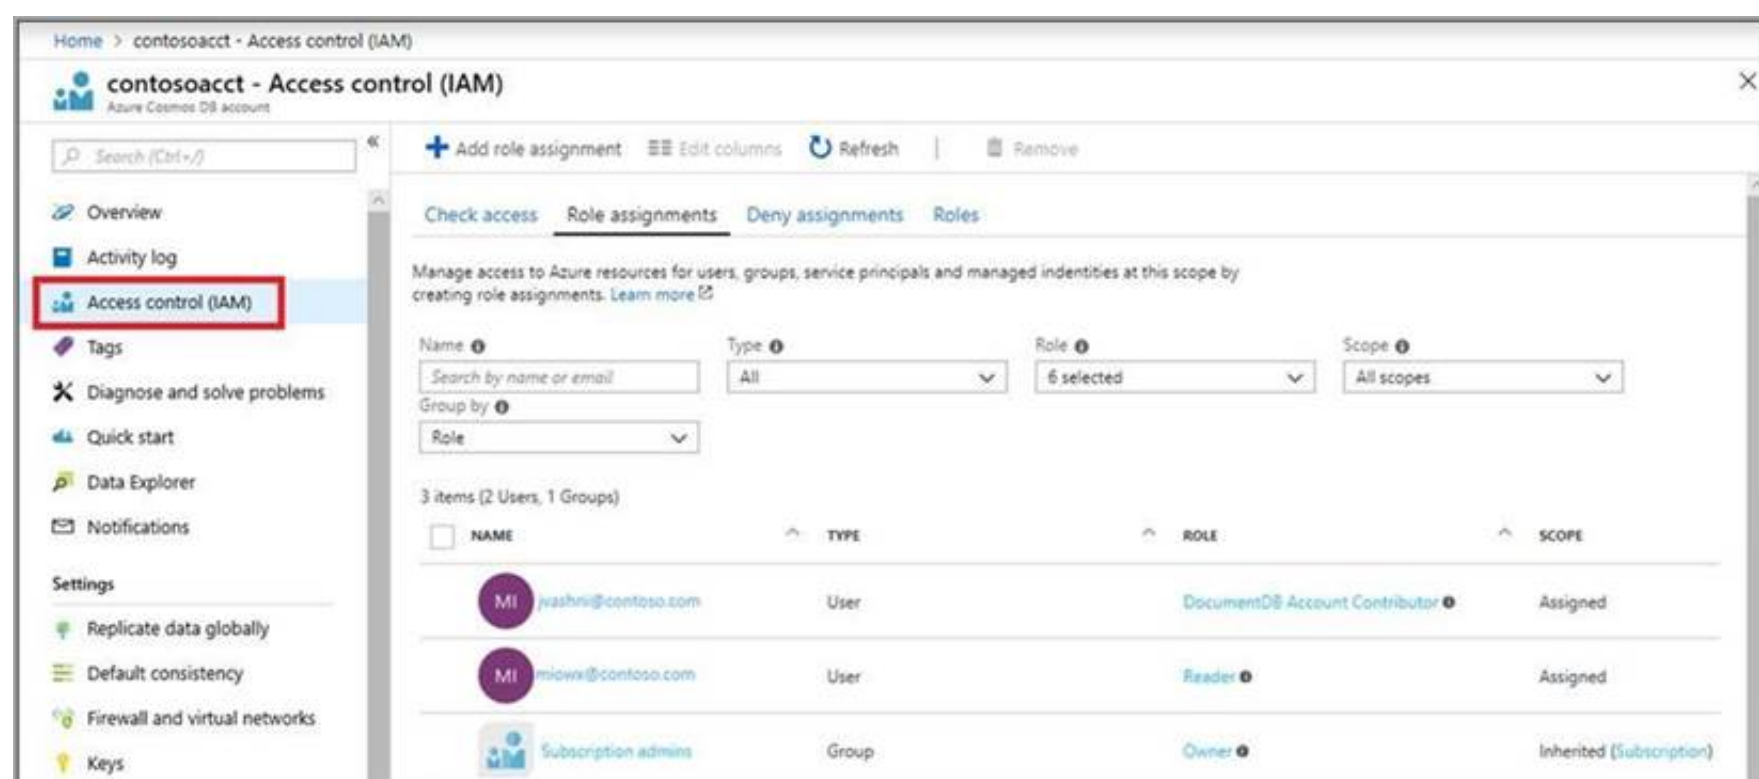 Home > contosoacct - Access control (IAM)
contosoacct - Access control (IAM)
Azure Cosmos DB account
Search (Ctrl+/)
«
Add role assignment Edit columns Refresh | Remove
Overview
Activity log
Access control (IAM)
Tags
Diagnose and solve problems
Quick start
Data Explorer
Notifications
Settings
Replicate data globally
Default consistency
Firewall and virtual networks
Keys
Check access Role assignments Deny assignments Roles
Manage access to Azure resources for users, groups, service principals and managed indentities at this scope by
creating role assignments. Learn more
Name Type Role Scope
Search by name or email All 6 selected All scopes
Group by
Role
3 items (2 Users, 1 Groups)
NAME TYPE ROLE SCOPE
MI jvashni@contoso.com User DocumentDB Account Contributor Assigned
MI miowx@contoso.com User Reader Assigned
Subscription admins Group Owner Inherited (Subscription)